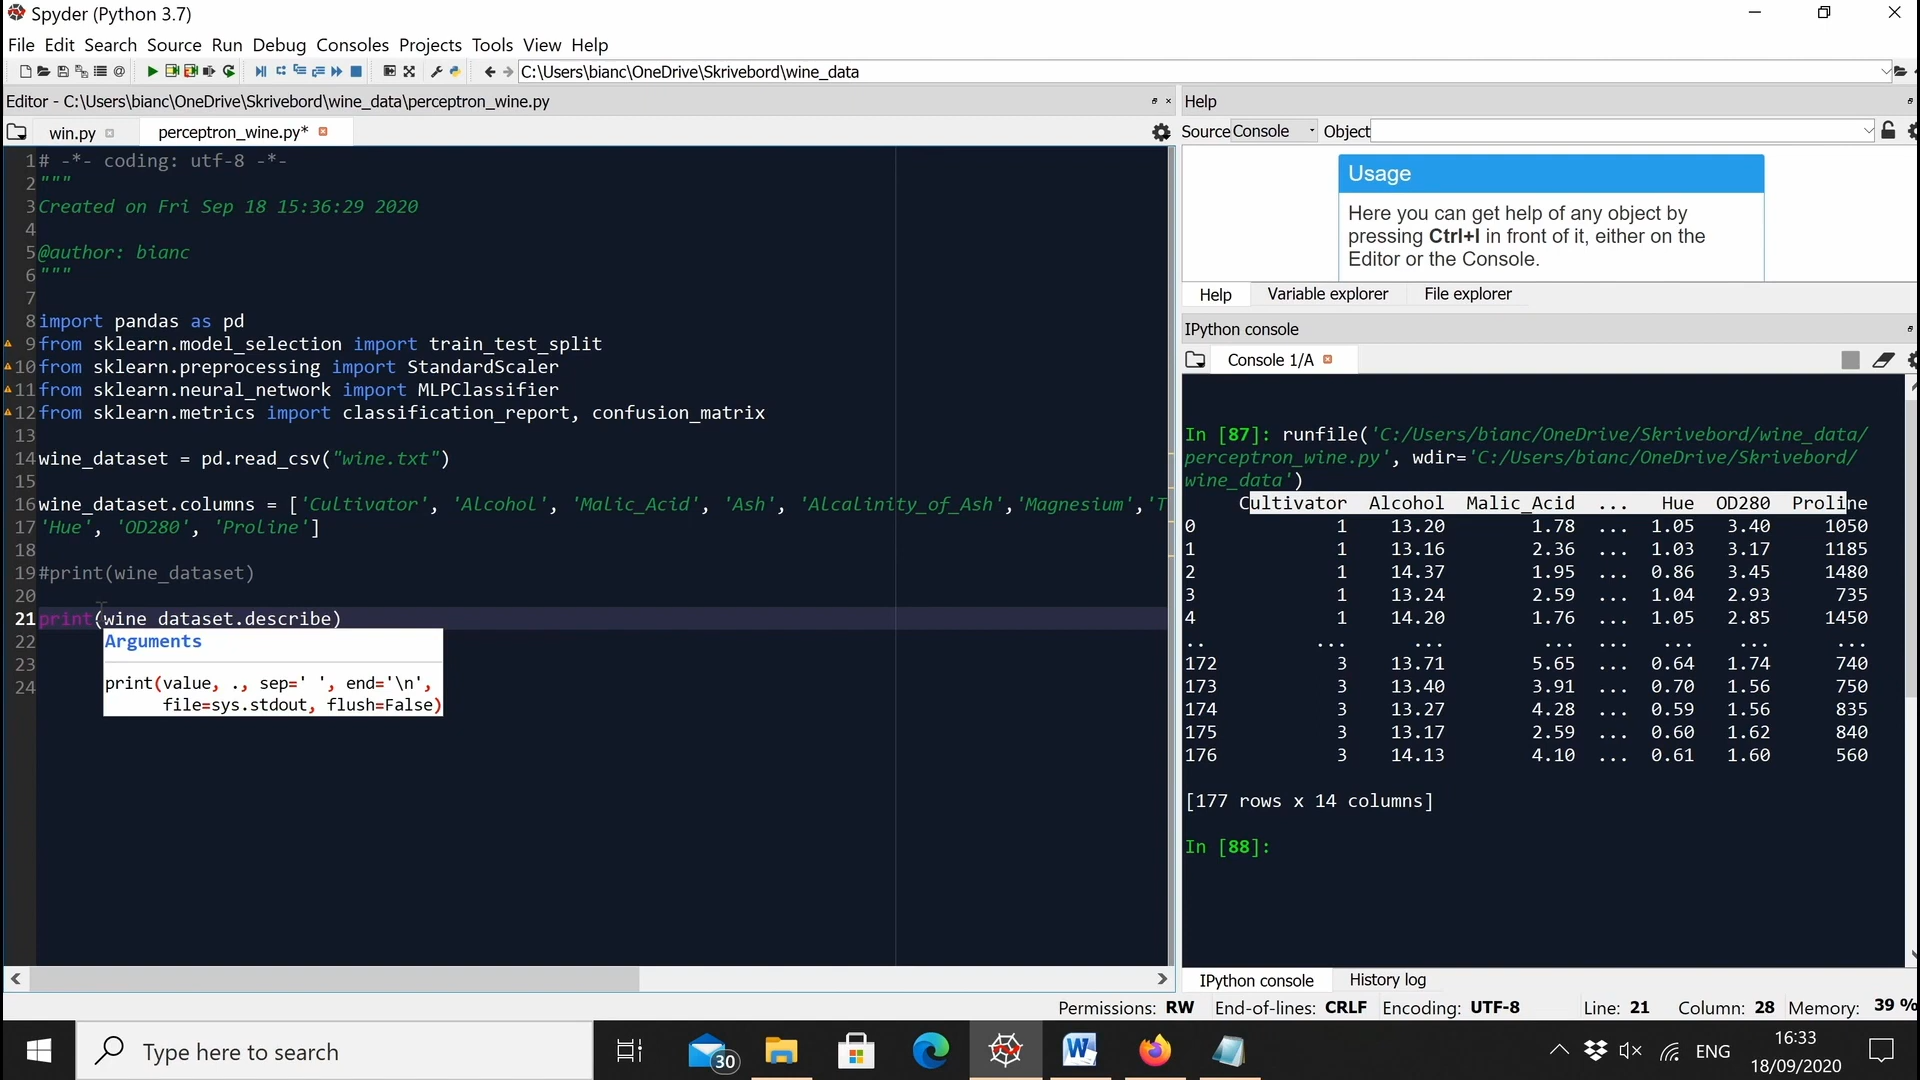 Spyder (Python 3.7)
File Edit Search Source Run Debug Consoles Projects Tools View Help
C:\Users\bianc\OneDrive\Skrivebord\wine_data
Editor - C:\Users\bianc\OneDrive\Skrivebord\wine_data\perceptron_wine.py
win.py perceptron_wine.py*
1 # -*- coding: utf-8 -*-
2 """
3 Created on Fri Sep 18 15:36:29 2020
4
5 @author: bianc
6 """
7
8 import pandas as pd
9 from sklearn.model_selection import train_test_split
10 from sklearn.preprocessing import StandardScaler
11 from sklearn.neural_network import MLPClassifier
12 from sklearn.metrics import classification_report, confusion_matrix
13
14 wine_dataset = pd.read_csv("wine.txt")
15
16 wine_dataset.columns = ['Cultivator', 'Alcohol', 'Malic_Acid', 'Ash', 'Alcalinity_of_Ash','Magnesium','T
17 'Hue', 'OD280', 'Proline']
18
19 #print(wine_dataset)
20
21 print(wine_dataset.describe)
22
23
24
Arguments
print(value, ., sep=' ', end='\n',
file=sys.stdout, flush=False)
Help
Source Console Object
Usage
Here you can get help of any object by
pressing Ctrl+I in front of it, either on the
Editor or the Console.
Help Variable explorer File explorer
IPython console
Console 1/A
In [87]: runfile('C:/Users/bianc/OneDrive/Skrivebord/wine_data/
perceptron_wine.py', wdir='C:/Users/bianc/OneDrive/Skrivebord/
wine_data')
Cultivator Alcohol Malic_Acid ... Hue OD280 Proline
0 1 13.20 1.78 ... 1.05 3.40 1050
1 1 13.16 2.36 ... 1.03 3.17 1185
2 1 14.37 1.95 ... 0.86 3.45 1480
3 1 13.24 2.59 ... 1.04 2.93 735
4 1 14.20 1.76 ... 1.05 2.85 1450
.. ... ... ... ... ... ... ...
172 3 13.71 5.65 ... 0.64 1.74 740
173 3 13.40 3.91 ... 0.70 1.56 750
174 3 13.27 4.28 ... 0.59 1.56 835
175 3 13.17 2.59 ... 0.60 1.62 840
176 3 14.13 4.10 ... 0.61 1.60 560
[177 rows x 14 columns]
In [88]:
IPython console History log
Permissions: RW End-of-lines: CRLF Encoding: UTF-8 Line: 21 Column: 28 Memory: 39 %
Type here to search
30
ENG
16:33
18/09/2020